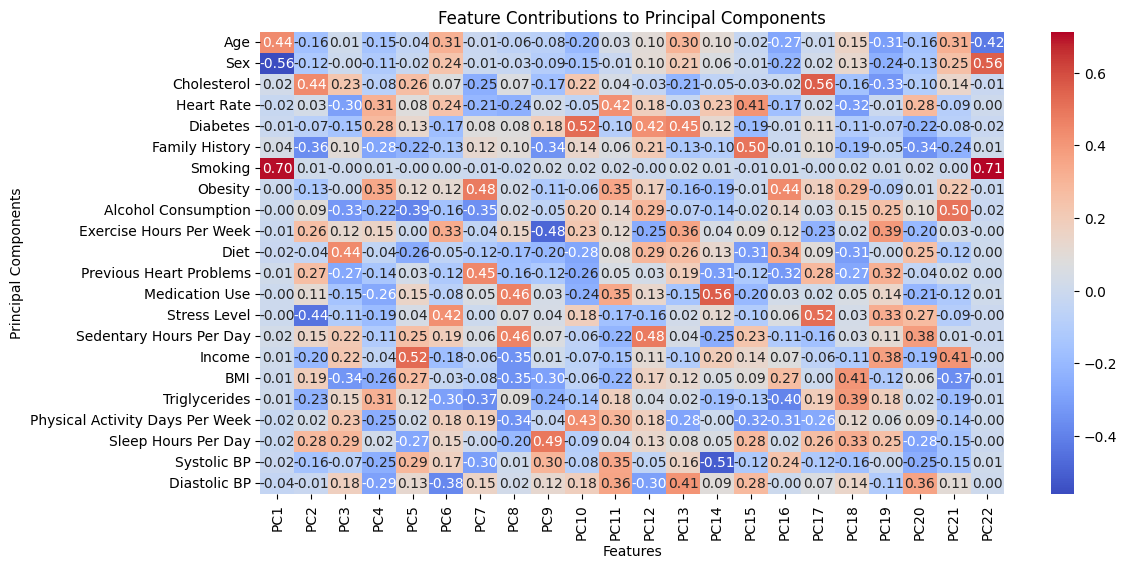 Feature Contributions to Principal Components
Age 0.44 -0.16 0.01 -0.15 -0.04 0.31 -0.01 -0.06 -0.08 -0.20 0.03 0.10 0.30 0.10 -0.02 -0.27 -0.01 0.15 -0.31 -0.16 0.31 -0.42
Sex -0.56 -0.12 -0.00 -0.11 -0.02 0.24 -0.01 -0.03 -0.09 -0.15 -0.01 0.10 0.21 0.06 -0.01 -0.22 0.02 0.13 -0.24 -0.13 0.25 0.56
Cholesterol -0.02 0.44 0.23 -0.08 0.26 0.07 -0.25 0.07 -0.17 0.22 0.04 -0.03 -0.21 -0.05 -0.03 -0.02 0.56 -0.16 -0.33 -0.10 0.14 -0.01
Heart Rate -0.02 0.03 -0.30 0.31 0.08 0.24 -0.21 -0.24 0.02 -0.05 0.42 0.18 -0.03 0.23 0.41 -0.17 0.02 -0.32 -0.01 0.28 -0.09 0.00
Diabetes -0.01 -0.07 -0.15 0.28 0.13 -0.17 0.08 0.08 0.18 0.52 -0.10 0.42 0.45 0.12 -0.19 -0.01 0.11 -0.11 -0.07 -0.22 -0.08 -0.02
Family History 0.04 -0.36 0.10 -0.28 -0.22 -0.13 0.12 0.10 -0.34 0.14 0.06 0.21 -0.13 -0.10 0.50 -0.01 0.10 -0.19 -0.05 -0.34 -0.24 0.01
Smoking 0.70 0.01 -0.00 -0.01 -0.00 -0.00 -0.01 -0.02 -0.02 -0.02 0.02 -0.00 -0.02 0.01 -0.01 0.01 0.00 -0.02 -0.01 0.02 0.00 0.71
Obesity -0.00 -0.13 -0.00 0.35 0.12 0.12 0.48 0.02 -0.11 -0.06 0.35 0.17 -0.16 -0.19 -0.01 0.44 0.18 0.29 -0.09 0.01 0.22 -0.01
Alcohol Consumption -0.00 0.09 -0.33 -0.22 -0.39 -0.16 -0.35 0.02 -0.05 0.20 0.14 0.29 -0.07 -0.14 -0.02 0.14 0.03 0.15 0.25 0.10 0.50 -0.02
Exercise Hours Per Week -0.01 0.26 0.12 0.15 0.00 0.33 -0.04 0.15 -0.48 0.23 0.12 -0.25 0.36 0.04 0.09 0.12 -0.23 -0.02 0.39 -0.20 0.03 -0.00
Diet -0.02 -0.04 0.44 -0.04 -0.26 -0.05 -0.12 -0.17 -0.20 -0.28 0.08 0.29 0.26 0.13 -0.31 0.34 0.09 -0.31 -0.00 0.25 -0.12 0.00
Previous Heart Problems -0.01 0.27 -0.27 -0.14 0.03 -0.12 0.45 -0.16 -0.12 -0.26 0.05 0.03 0.19 -0.31 -0.12 -0.32 0.28 -0.27 0.32 -0.04 0.02 0.00
Medication Use -0.00 0.11 -0.15 -0.26 0.15 -0.08 0.05 0.46 0.03 -0.24 0.35 0.13 -0.15 0.56 -0.20 0.03 0.02 0.05 0.14 -0.21 -0.12 0.01
Stress Level -0.00 -0.44 -0.11 -0.19 0.04 0.42 0.00 0.07 0.04 0.18 -0.17 -0.16 0.02 0.12 -0.10 0.06 0.52 0.03 0.33 0.27 -0.09 0.00
Sedentary Hours Per Day -0.02 0.15 0.22 -0.11 0.25 0.19 0.06 0.46 0.07 -0.06 -0.22 0.48 0.04 -0.25 0.23 -0.11 -0.16 0.03 -0.02 0.38 0.01 -0.01
Income 0.01 -0.20 0.22 -0.04 0.52 -0.18 -0.06 -0.35 0.01 -0.07 -0.15 0.11 -0.10 0.20 0.14 0.07 -0.06 -0.11 0.38 -0.19 0.41 -0.00
BMI 0.01 0.19 -0.34 -0.26 0.27 -0.03 -0.08 -0.35 -0.30 -0.06 -0.22 0.17 0.12 0.05 0.09 0.27 0.00 0.41 -0.12 0.06 -0.37 -0.01
Triglycerides -0.01 -0.23 0.15 0.31 0.12 -0.30 -0.37 0.09 -0.24 -0.14 0.18 0.04 0.02 -0.19 -0.13 -0.40 0.18 0.39 0.18 0.02 -0.19 -0.01
Physical Activity Days Per Week -0.02 0.02 0.23 -0.25 0.02 0.17 0.19 -0.34 -0.04 0.43 0.30 0.18 -0.28 -0.00 -0.32 -0.31 -0.26 0.12 0.06 0.09 -0.14 -0.00
Sleep Hours Per Day -0.02 0.28 0.29 0.02 -0.27 0.15 -0.00 -0.20 0.49 -0.09 0.04 0.13 0.08 0.05 0.28 0.02 0.26 0.33 0.25 -0.28 0.15 -0.00
Systolic BP -0.02 -0.16 -0.07 -0.25 0.29 0.17 -0.30 0.01 0.30 -0.08 0.35 -0.05 0.16 -0.51 -0.12 0.24 -0.12 -0.16 -0.00 -0.25 -0.15 0.01
Diastolic BP -0.04 -0.01 0.18 -0.29 0.13 -0.38 0.15 0.02 0.12 0.18 0.36 -0.30 0.41 0.09 0.28 -0.00 0.07 0.14 -0.11 0.36 0.11 0.00
Principal Components
PC1 PC2 PC3 PC4 PC5 PC6 PC7 PC8 PC9 PC10 PC11 PC12 PC13 PC14 PC15 PC16 PC17 PC18 PC19 PC20 PC21 PC22
Features
0.6
0.4
0.2
0.0
−0.2
−0.4